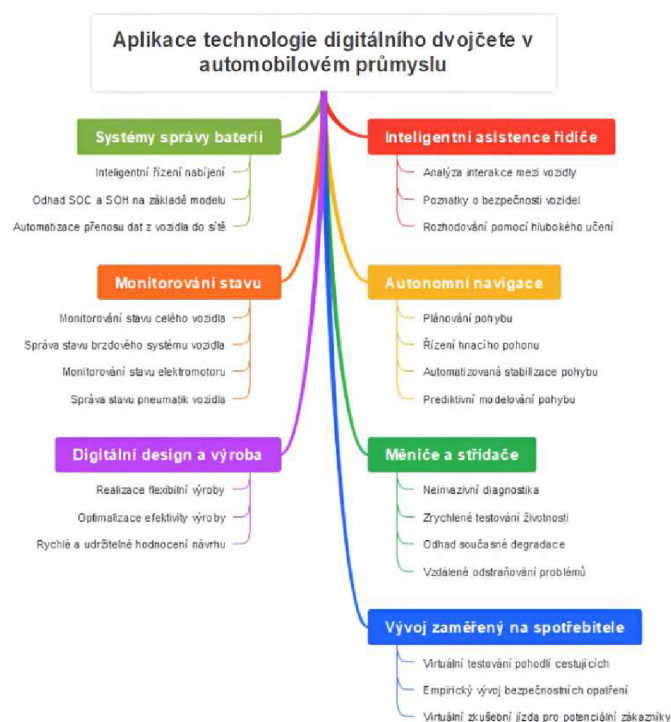 Aplikace technologie digitálního dvojčete v
automobilovém průmyslu
Systémy správy baterií
Inteligentní řízení nabíjení
Odhad SOC a SOH na základě modelu
Automatizace přenosu dat z vozidla do sítě
Monitorování stavu
Monitorování stavu celého vozidla
Správa stavu brzdového systému vozidla
Monitorování stavu elektromotoru
Správa stavu pneumatik vozidla
Digitální design a výroba
Realizace flexibilní výroby
Optimalizace efektivity výroby
Rychlé a udržitelné hodnocení návrhu
Inteligentní asistence řidiče
Analýza interakce mezi vozidly
Poznatky o bezpečnosti vozidel
Rozhodování pomocí hlubokého učení
Autonomní navigace
Plánování pohybu
Řízení hnacího pohonu
Automatizovaná stabilizace pohybu
Prediktivní modelování pohybu
Měniče a střídače
Neinvazivní diagnostika
Zrychlené testování životnosti
Odhad současné degradace
Vzdálené odstraňování problémů
Vývoj zaměřený na spotřebitele
Virtuální testování pohodlí cestujících
Empirický vývoj bezpečnostních opatření
Virtuální zkušební jízda pro potenciální zákazníky